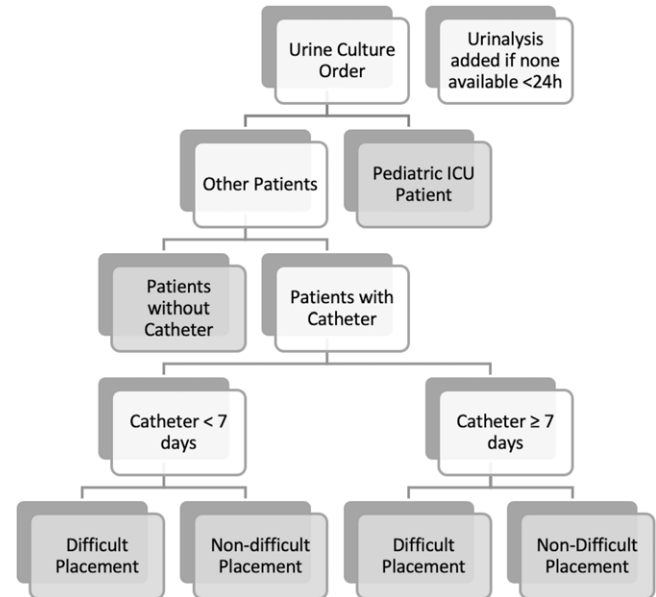 Urine Culture
Order
Urinalysis
added if none
available <24h
Other Patients
Pediatric ICU
Patient
Patients
without
Catheter
Patients with
Catheter
Catheter < 7
days
Catheter ≥ 7
days
Difficult
Placement
Non-difficult
Placement
Difficult
Placement
Non-Difficult
Placement